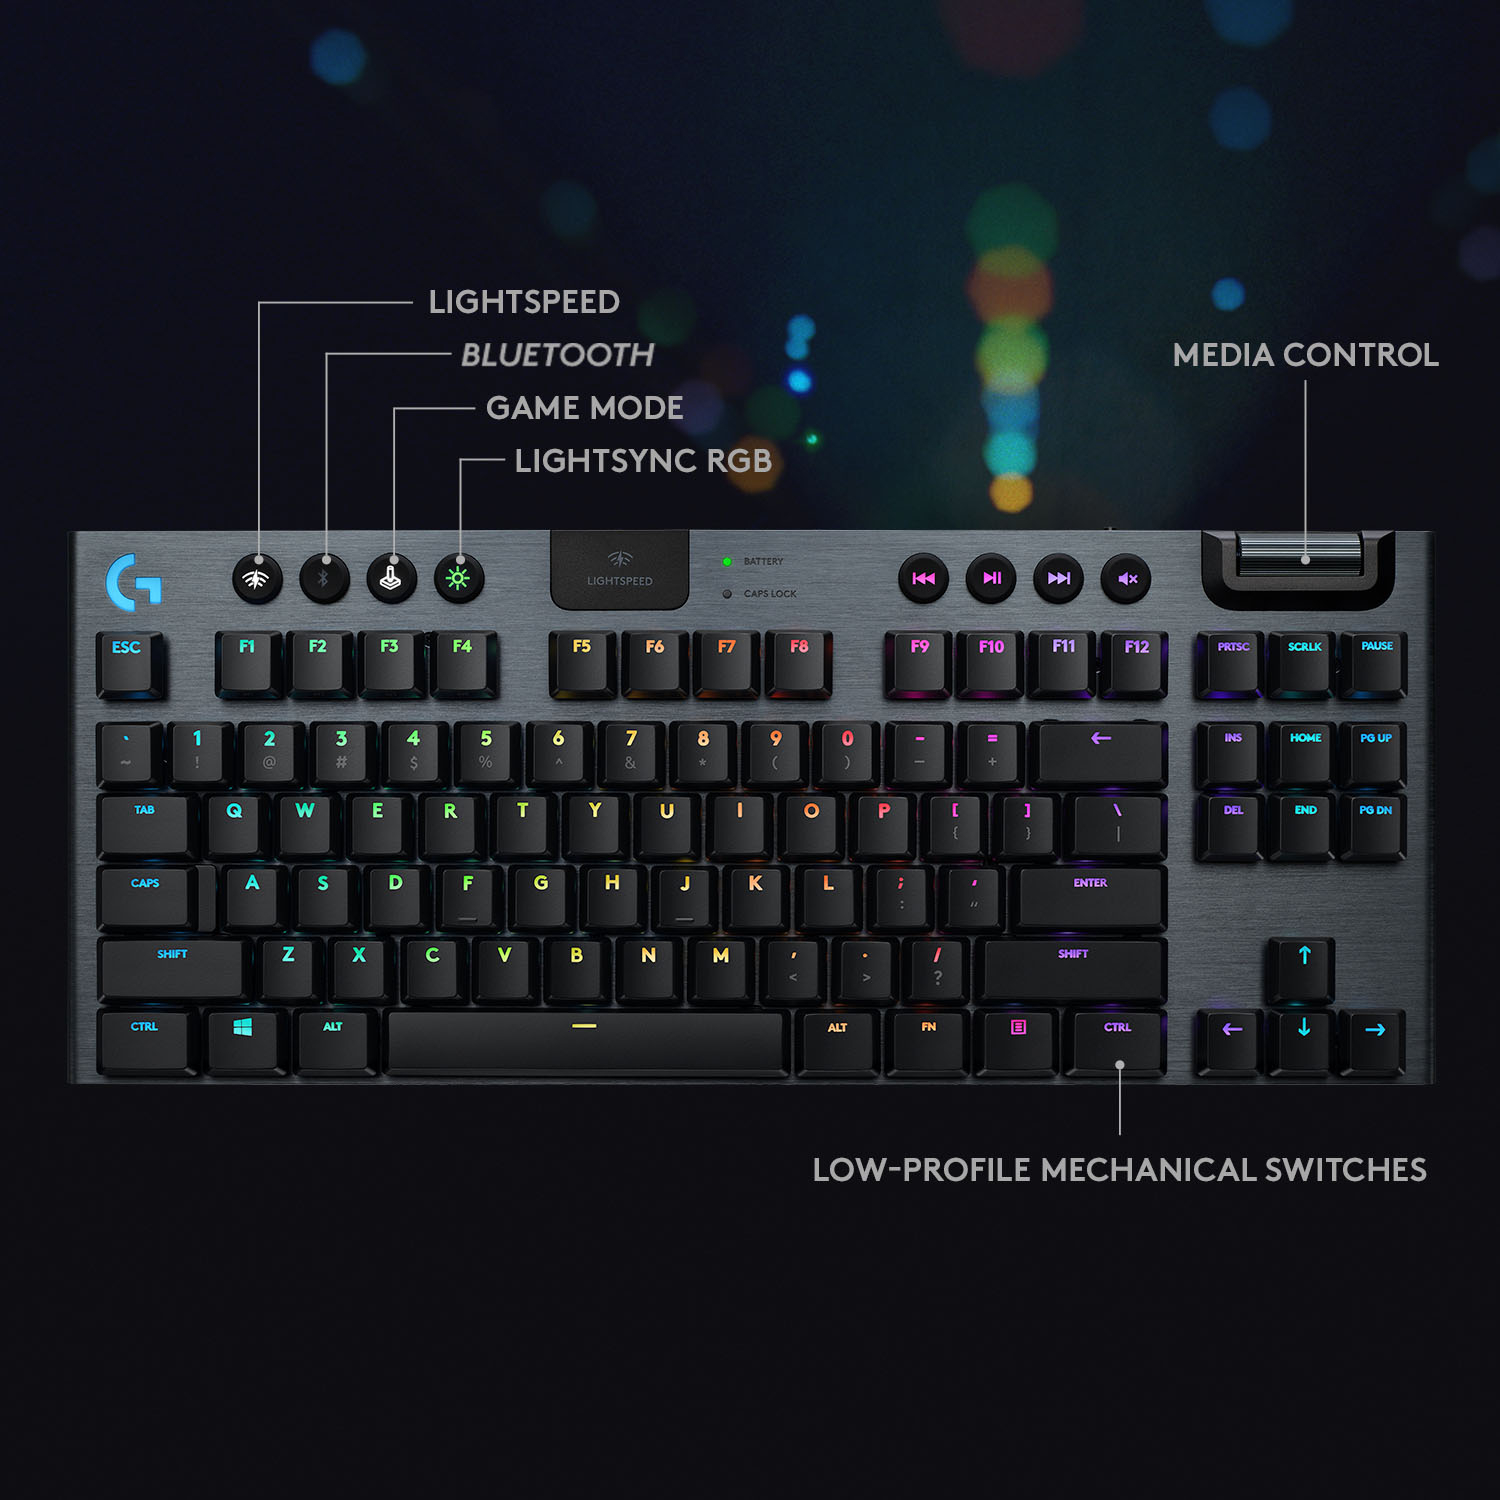 LIGHTSPEED
BLUETOOTH
GAME MODE
LIGHTSYNC RGB
MEDIA CONTROL
LIGHTSPEED
BATTERY
CAPS LOCK
ESC F1 F2 F3 F4 F5 F6 F7 F8 F9 F10 F11 F12 PRTSC SCRLK PAUSE
` 1 2 3 4 5 6 7 8 9 0 - = ← INS HOME PG UP
~ ! @ # $ % ^ & * ( ) _ +
TAB Q W E R T Y U I O P [ ] \ DEL END PG DN
{ } |
CAPS A S D F G H J K L ; ' ENTER
: "
SHIFT Z X C V B N M , . / SHIFT ↑
< > ?
CTRL ALT ALT FN CTRL ← ↓ →
LOW-PROFILE MECHANICAL SWITCHES